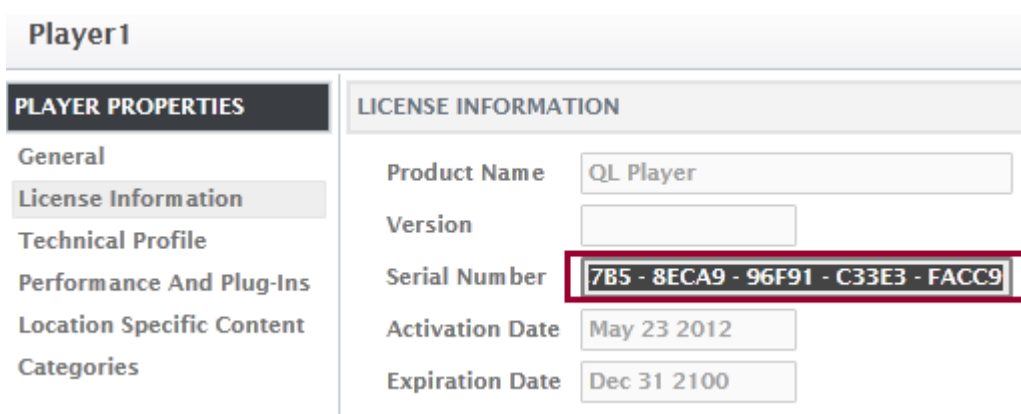 Player1
PLAYER PROPERTIES
General
License Information
Technical Profile
Performance And Plug-Ins
Location Specific Content
Categories
LICENSE INFORMATION
Product Name QL Player
Version
Serial Number 7B5 - 8ECA9 - 96F91 - C33E3 - FACC9
Activation Date May 23 2012
Expiration Date Dec 31 2100